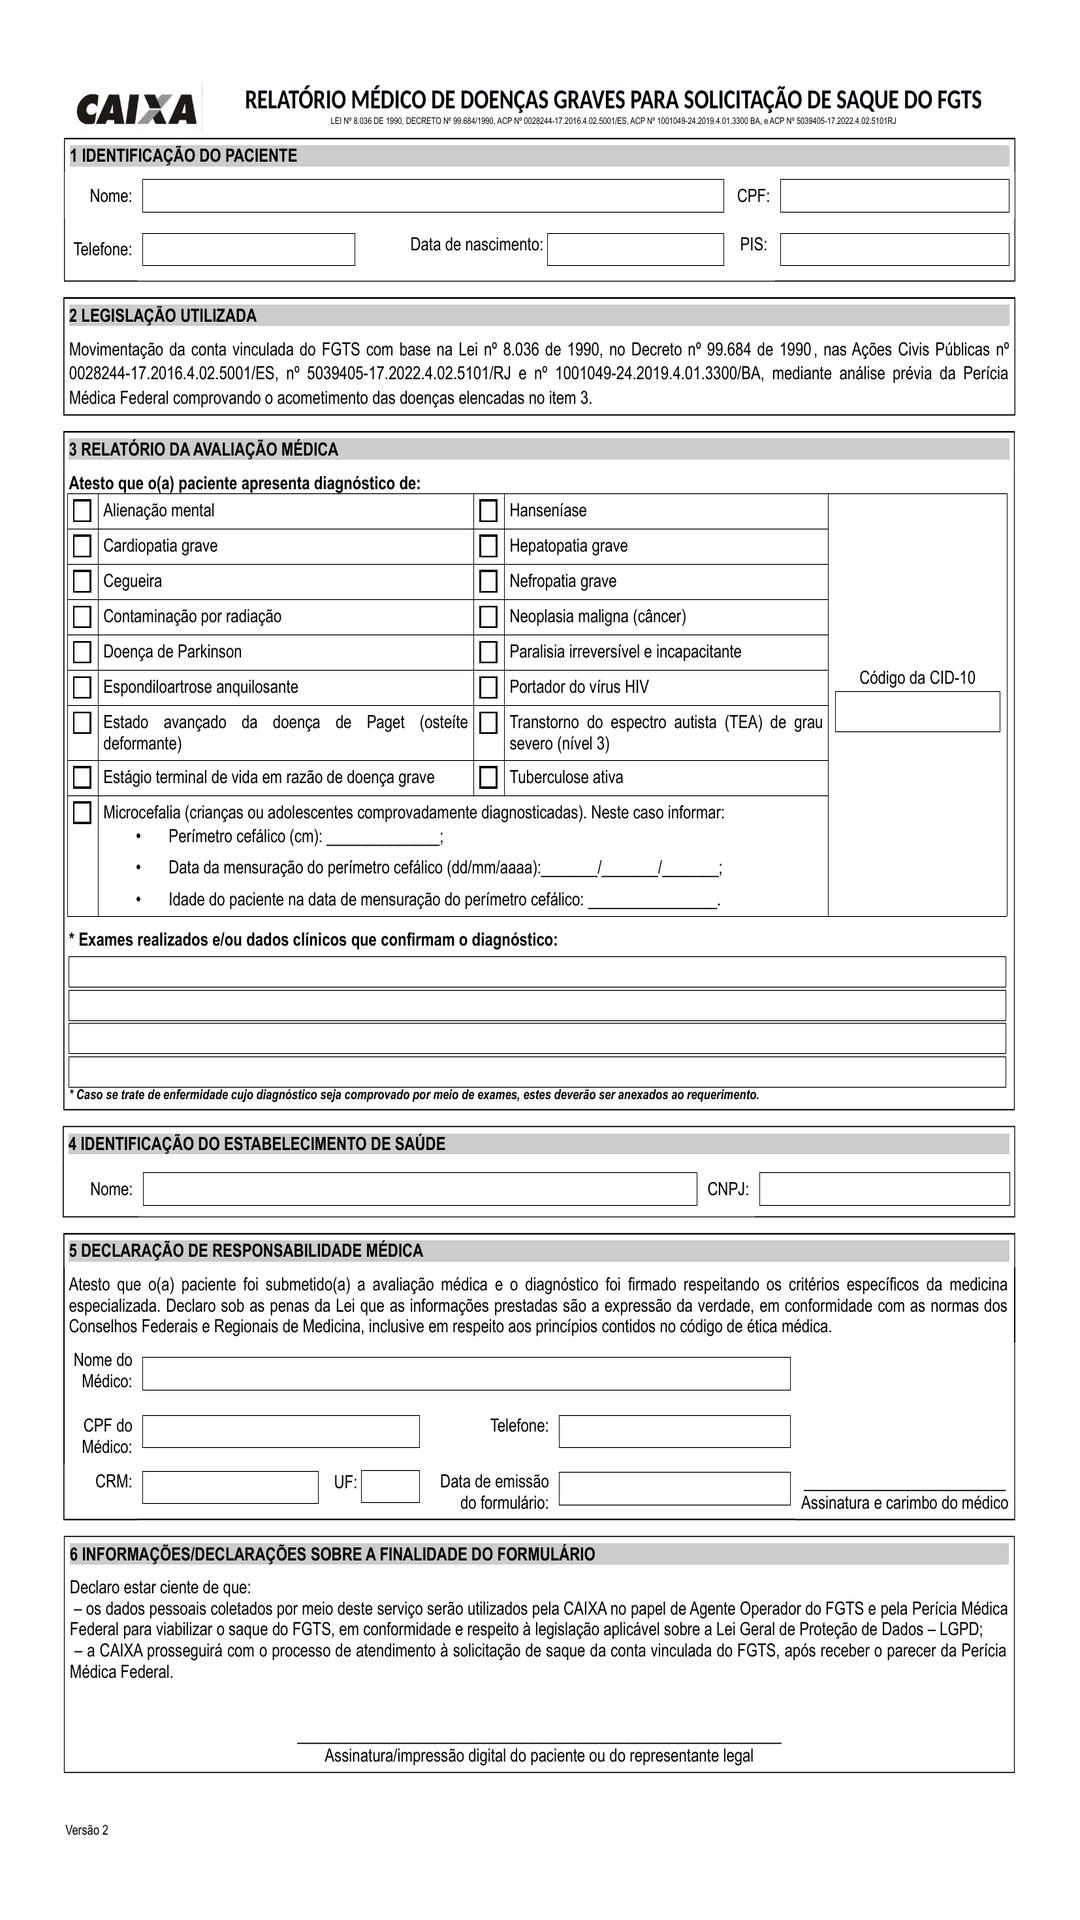 CAIXA
RELATÓRIO MÉDICO DE DOENÇAS GRAVES PARA SOLICITAÇÃO DE SAQUE DO FGTS
LEI Nº 8.036 DE 1990, DECRETO Nº 99.684/1990, ACP Nº 0028244-17.2016.4.02.5001/ES, ACP Nº 1001049-24.2019.4.01.3300 BA, e ACP Nº 5039405-17.2022.4.02.5101RJ
1 IDENTIFICAÇÃO DO PACIENTE
Nome: CPF:
Telefone: Data de nascimento: PIS:
2 LEGISLAÇÃO UTILIZADA
Movimentação da conta vinculada do FGTS com base na Lei nº 8.036 de 1990, no Decreto nº 99.684 de 1990, nas Ações Civis Públicas nº
0028244-17.2016.4.02.5001/ES, nº 5039405-17.2022.4.02.5101/RJ e nº 1001049-24.2019.4.01.3300/BA, mediante análise prévia da Perícia
Médica Federal comprovando o acometimento das doenças elencadas no item 3.
3 RELATÓRIO DA AVALIAÇÃO MÉDICA
Atesto que o(a) paciente apresenta diagnóstico de:
Alienação mental Hanseníase
Cardiopatia grave Hepatopatia grave
Cegueira Nefropatia grave
Contaminação por radiação Neoplasia maligna (câncer)
Doença de Parkinson Paralisia irreversível e incapacitante
Código da CID-10
Espondiloartrose anquilosante Portador do vírus HIV
Estado avançado da doença de Paget (osteíte Transtorno do espectro autista (TEA) de grau
deformante) severo (nível 3)
Estágio terminal de vida em razão de doença grave Tuberculose ativa
Microcefalia (crianças ou adolescentes comprovadamente diagnosticadas). Neste caso informar:
• Perímetro cefálico (cm): ______________;
• Data da mensuração do perímetro cefálico (dd/mm/aaaa):_______/_______/_______;
• Idade do paciente na data de mensuração do perímetro cefálico: ________________.
* Exames realizados e/ou dados clínicos que confirmam o diagnóstico:
* Caso se trate de enfermidade cujo diagnóstico seja comprovado por meio de exames, estes deverão ser anexados ao requerimento.
4 IDENTIFICAÇÃO DO ESTABELECIMENTO DE SAÚDE
Nome: CNPJ:
5 DECLARAÇÃO DE RESPONSABILIDADE MÉDICA
Atesto que o(a) paciente foi submetido(a) a avaliação médica e o diagnóstico foi firmado respeitando os critérios específicos da medicina
especializada. Declaro sob as penas da Lei que as informações prestadas são a expressão da verdade, em conformidade com as normas dos
Conselhos Federais e Regionais de Medicina, inclusive em respeito aos princípios contidos no código de ética médica.
Nome do
Médico:
CPF do Telefone:
Médico:
CRM: UF: Data de emissão
do formulário: Assinatura e carimbo do médico
6 INFORMAÇÕES/DECLARAÇÕES SOBRE A FINALIDADE DO FORMULÁRIO
Declaro estar ciente de que:
– os dados pessoais coletados por meio deste serviço serão utilizados pela CAIXA no papel de Agente Operador do FGTS e pela Perícia Médica
Federal para viabilizar o saque do FGTS, em conformidade e respeito à legislação aplicável sobre a Lei Geral de Proteção de Dados – LGPD;
– a CAIXA prosseguirá com o processo de atendimento à solicitação de saque da conta vinculada do FGTS, após receber o parecer da Perícia
Médica Federal.
Assinatura/impressão digital do paciente ou do representante legal
Versão 2